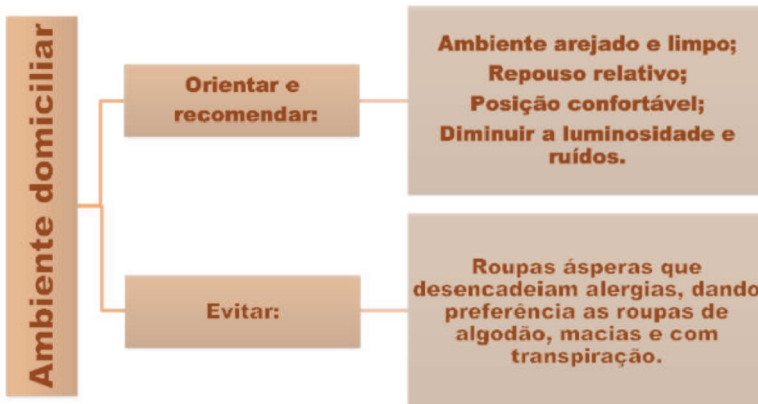 Ambiente domiciliar
Orientar e
recomendar:
Ambiente arejado e limpo;
Repouso relativo;
Posição confortável;
Diminuir a luminosidade e
ruídos.
Evitar:
Roupas ásperas que
desencadeiam alergias, dando
preferência as roupas de
algodão, macias e com
transpiração.